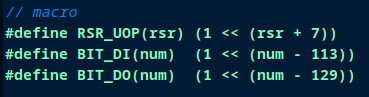 // macro
#define RSR_UOP(rsr) (1 << (rsr + 7))
#define BIT_DI(num)  (1 << (num - 113))
#define BIT_DO(num)  (1 << (num - 129))